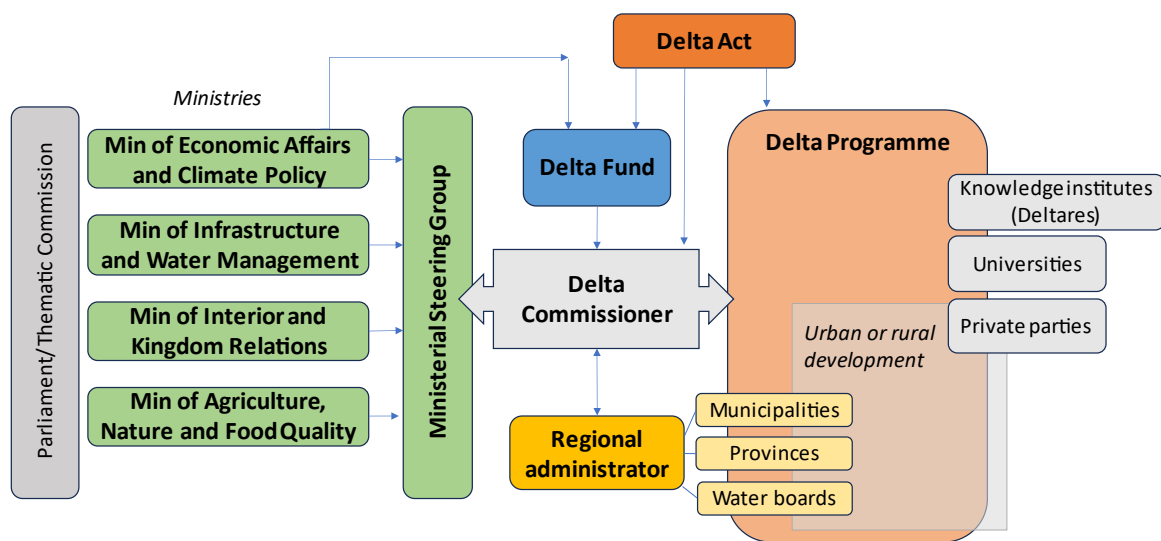 Delta Act
Ministries
Parliament/ Thematic Commission
Min of Economic Affairs
and Climate Policy
Min of Infrastructure
and Water Management
Min of Interior and
Kingdom Relations
Min of Agriculture,
Nature and Food Quality
Ministerial Steering Group
Delta Fund
Delta
Commissioner
Regional
administrator
Delta Programme
Knowledge institutes
(Deltares)
Universities
Private parties
Urban or rural
development
Municipalities
Provinces
Water boards